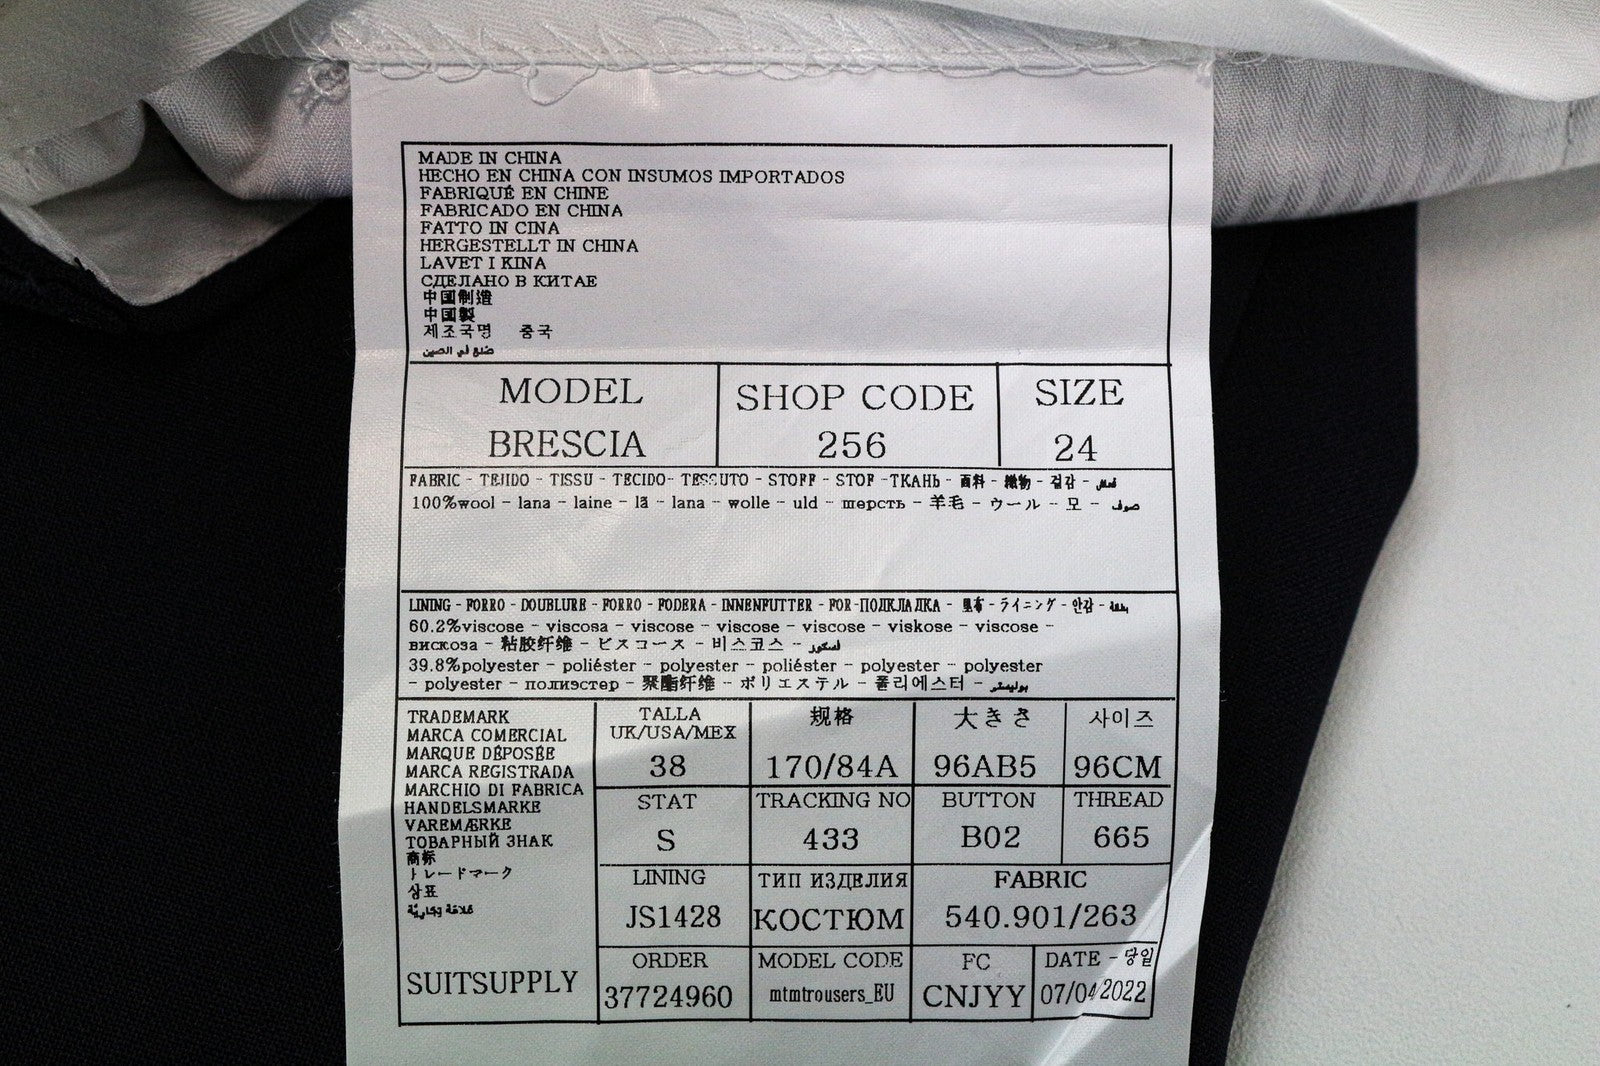 MADE IN CHINA
HECHO EN CHINA CON INSUMOS IMPORTADOS
FABRIQUÉ EN CHINE
FABRICADO EN CHINA
FATTO IN CINA
HERGESTELLT IN CHINA
LAVET I KINA
СДЕЛАНО В КИТАЕ
中国制造
中國製
제조국명 중국
صنع في الصين
MODEL SHOP CODE SIZE
BRESCIA 256 24
FABRIC - TEJIDO - TISSU - TECIDO- TESSUTO - STOFF - STOF -ТКАНЬ - 面料 - 織物 - 겉감 - قماش
100%wool - lana - laine - lã - lana - wolle - uld - шерсть - 羊毛 - ウール - 모 - صوف
LINING - FORRO - DOUBLURE - FORRO - FODERA - INNENFUTTER - FOR-ПОДКЛАДКА - 里布 - ライニング - 안감 - بطانة
60.2%viscose - viscosa - viscose - viscose - viscose - viskose - viscose -
вискоза - 粘胶纤维 - ビスコース - 비스코스 - فسكوز
39.8%polyester - poliéster - polyester - poliéster - polyester - polyester
- polyester - полиэстер - 聚酯纤维 - ポリエステル - 폴리에스터 - بوليستر
TRADEMARK
MARCA COMERCIAL
MARQUE DÉPOSÉE
MARCA REGISTRADA
MARCHIO DI FABRICA
HANDELSMARKE
VAREMÆRKE
ТОВАРНЫЙ ЗНАК
商标
トレードマーク
상표
علامة وتجاريّة
SUITSUPPLY
TALLA 规格 大きさ 사이즈
UK/USA/MEX
38 170/84A 96AB5 96CM
STAT TRACKING NO BUTTON THREAD
S 433 B02 665
LINING ТИП ИЗДЕЛИЯ FABRIC
JS1428 КОСТЮМ 540.901/263
ORDER MODEL CODE FC DATE - 당일
37724960 mtmtrousers_EU CNJYY 07/04/2022